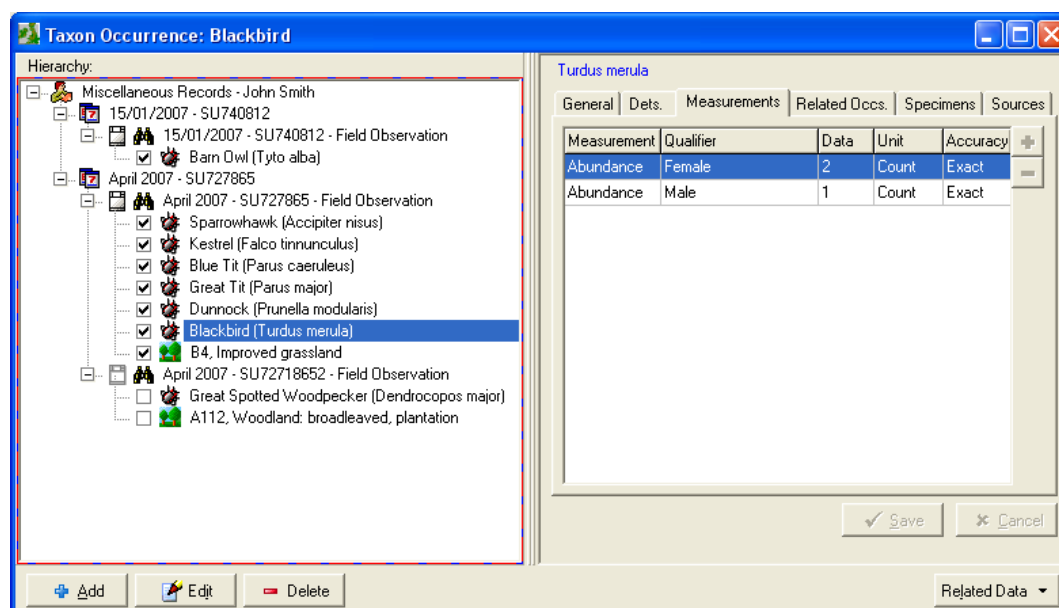 Taxon Occurrence: Blackbird
Hierarchy:
Miscellaneous Records - John Smith
15/01/2007 - SU740812
15/01/2007 - SU740812 - Field Observation
Barn Owl (Tyto alba)
April 2007 - SU727865
April 2007 - SU727865 - Field Observation
Sparrowhawk (Accipiter nisus)
Kestrel (Falco tinnunculus)
Blue Tit (Parus caeruleus)
Great Tit (Parus major)
Dunnock (Prunella modularis)
Blackbird (Turdus merula)
B4, Improved grassland
April 2007 - SU72718652 - Field Observation
Great Spotted Woodpecker (Dendrocopos major)
A112, Woodland: broadleaved, plantation
Turdus merula
General Dets. Measurements Related Occs. Specimens Sources
Measurement Qualifier Data Unit Accuracy
Abundance Female 2 Count Exact
Abundance Male 1 Count Exact
Save Cancel
Add Edit Delete Related Data